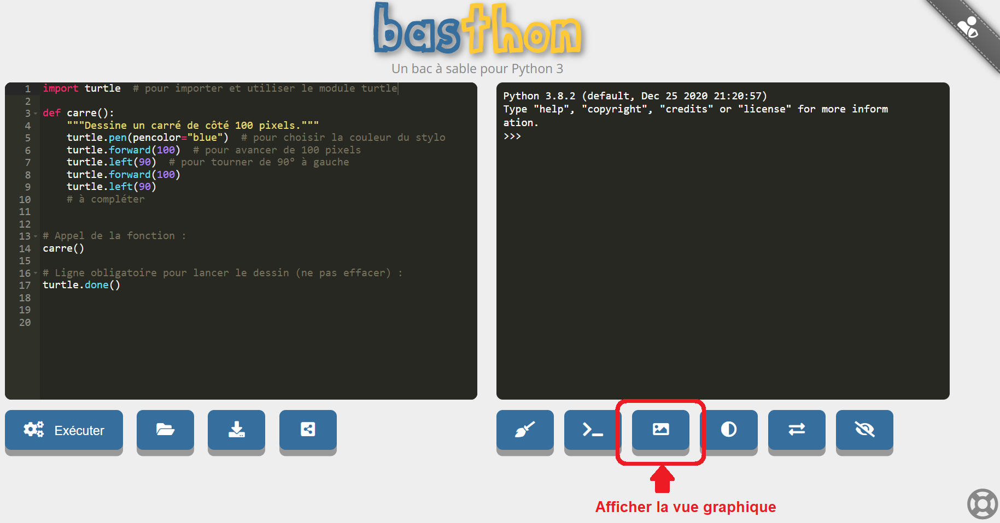 basthon
Un bac à sable pour Python 3
1 import turtle  # pour importer et utiliser le module turtle
2
3 def carre():
4     """Dessine un carré de côté 100 pixels."""
5     turtle.pen(pencolor="blue")  # pour choisir la couleur du stylo
6     turtle.forward(100)  # pour avancer de 100 pixels
7     turtle.left(90)  # pour tourner de 90° à gauche
8     turtle.forward(100)
9     turtle.left(90)
10     # à compléter
11
12
13 # Appel de la fonction :
14 carre()
15
16 # Ligne obligatoire pour lancer le dessin (ne pas effacer) :
17 turtle.done()
18
19
20
Python 3.8.2 (default, Dec 25 2020 21:20:57)
Type "help", "copyright", "credits" or "license" for more inform
ation.
>>>
Exécuter
Afficher la vue graphique